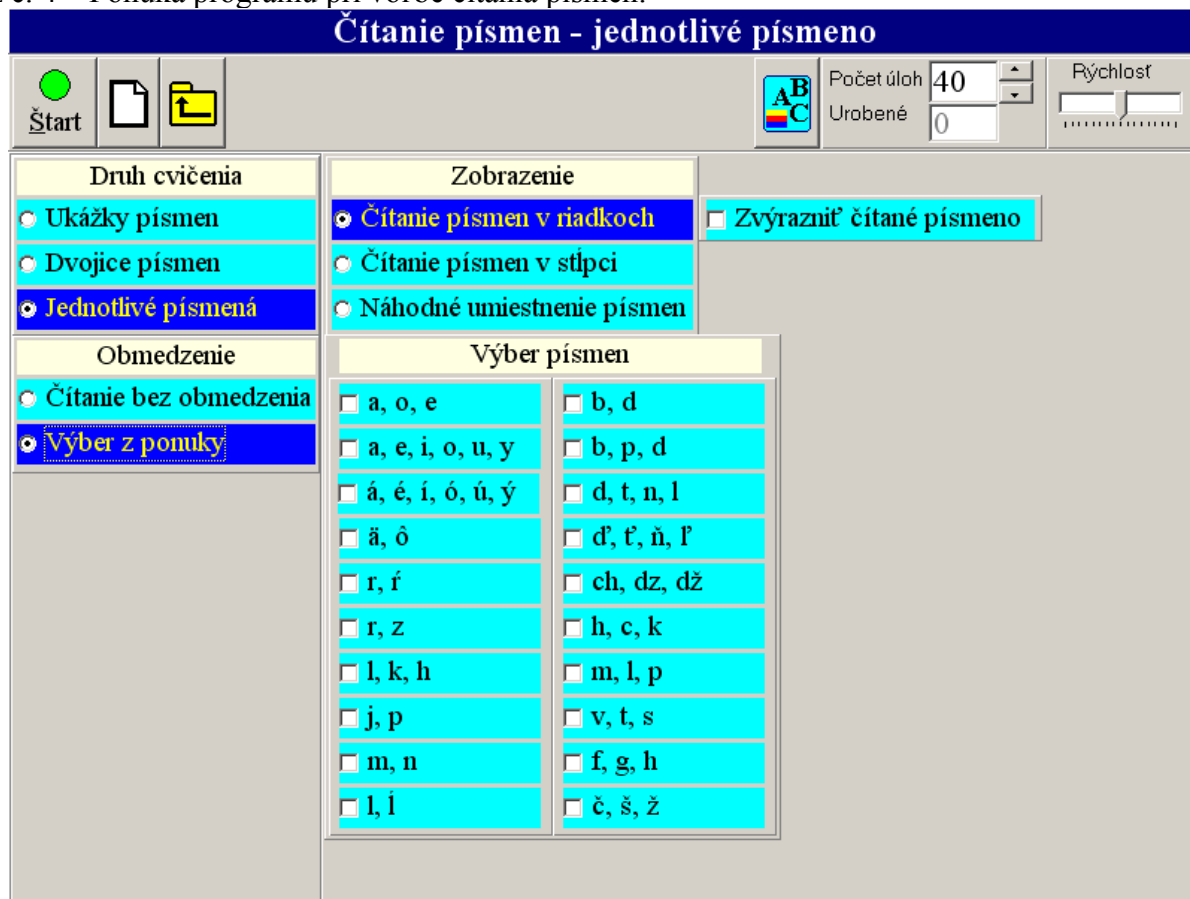 Čítanie písmen - jednotlivé písmeno
Štart
ABC
Počet úloh 40
Urobené 0
Rýchlosť
Druh cvičenia
Ukážky písmen
Dvojice písmen
Jednotlivé písmená
Obmedzenie
Čítanie bez obmedzenia
Výber z ponuky
Zobrazenie
Čítanie písmen v riadkoch
Čítanie písmen v stĺpci
Náhodné umiestnenie písmen
Zvýrazniť čítané písmeno
Výber písmen
a, o, e
a, e, i, o, u, y
á, é, í, ó, ú, ý
ä, ô
r, ŕ
r, z
l, k, h
j, p
m, n
l, ĺ
b, d
b, p, d
d, t, n, l
ď, ť, ň, ľ
ch, dz, dž
h, c, k
m, l, p
v, t, s
f, g, h
č, š, ž